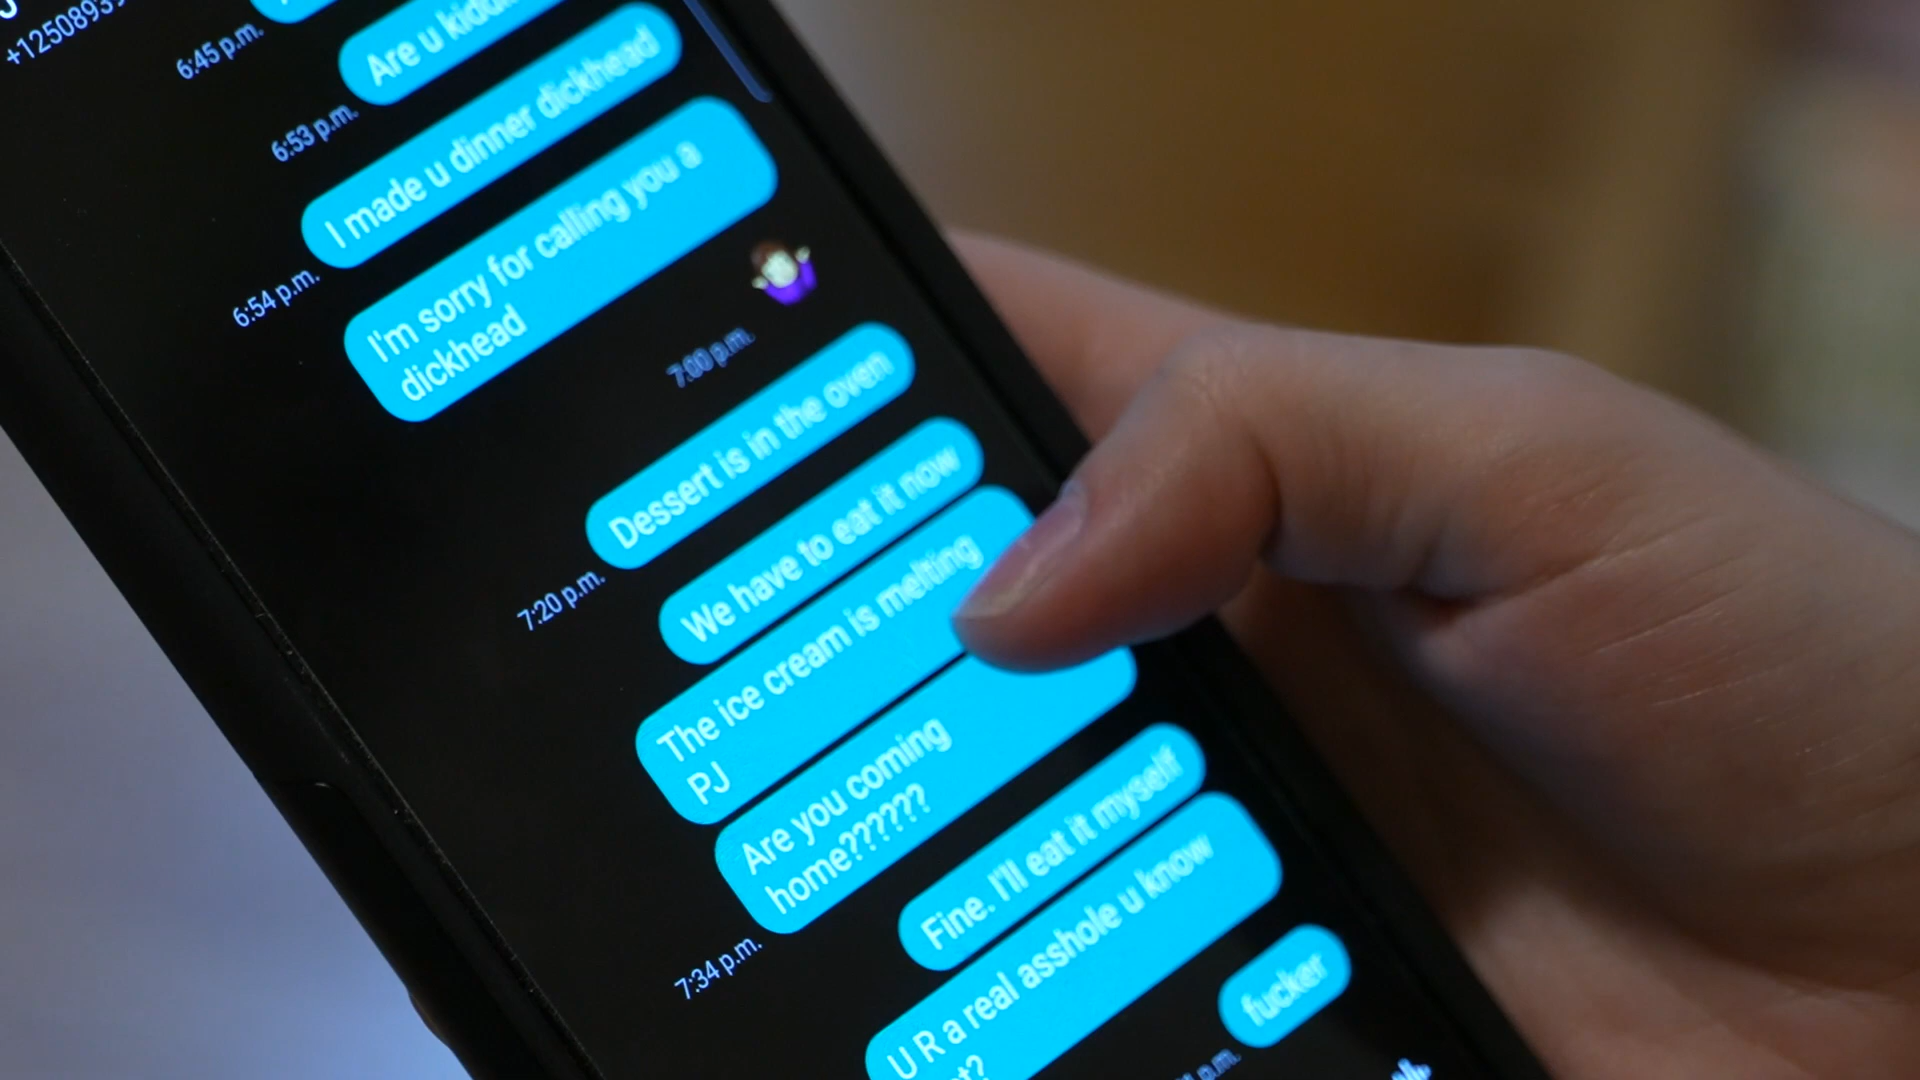 +12508939
6:45 p.m.
Are u
6:53 p.m.
I made u dinner dickhead
6:54 p.m.
I'm sorry for calling you a
dickhead
7:00 p.m.
Dessert is in the oven
7:20 p.m.
We have to eat it now
The ice cream is melting
PJ
Are you coming
home??????
7:34 p.m.
Fine. I'll eat it myself
U R a real asshole u know
fucker
p.m.